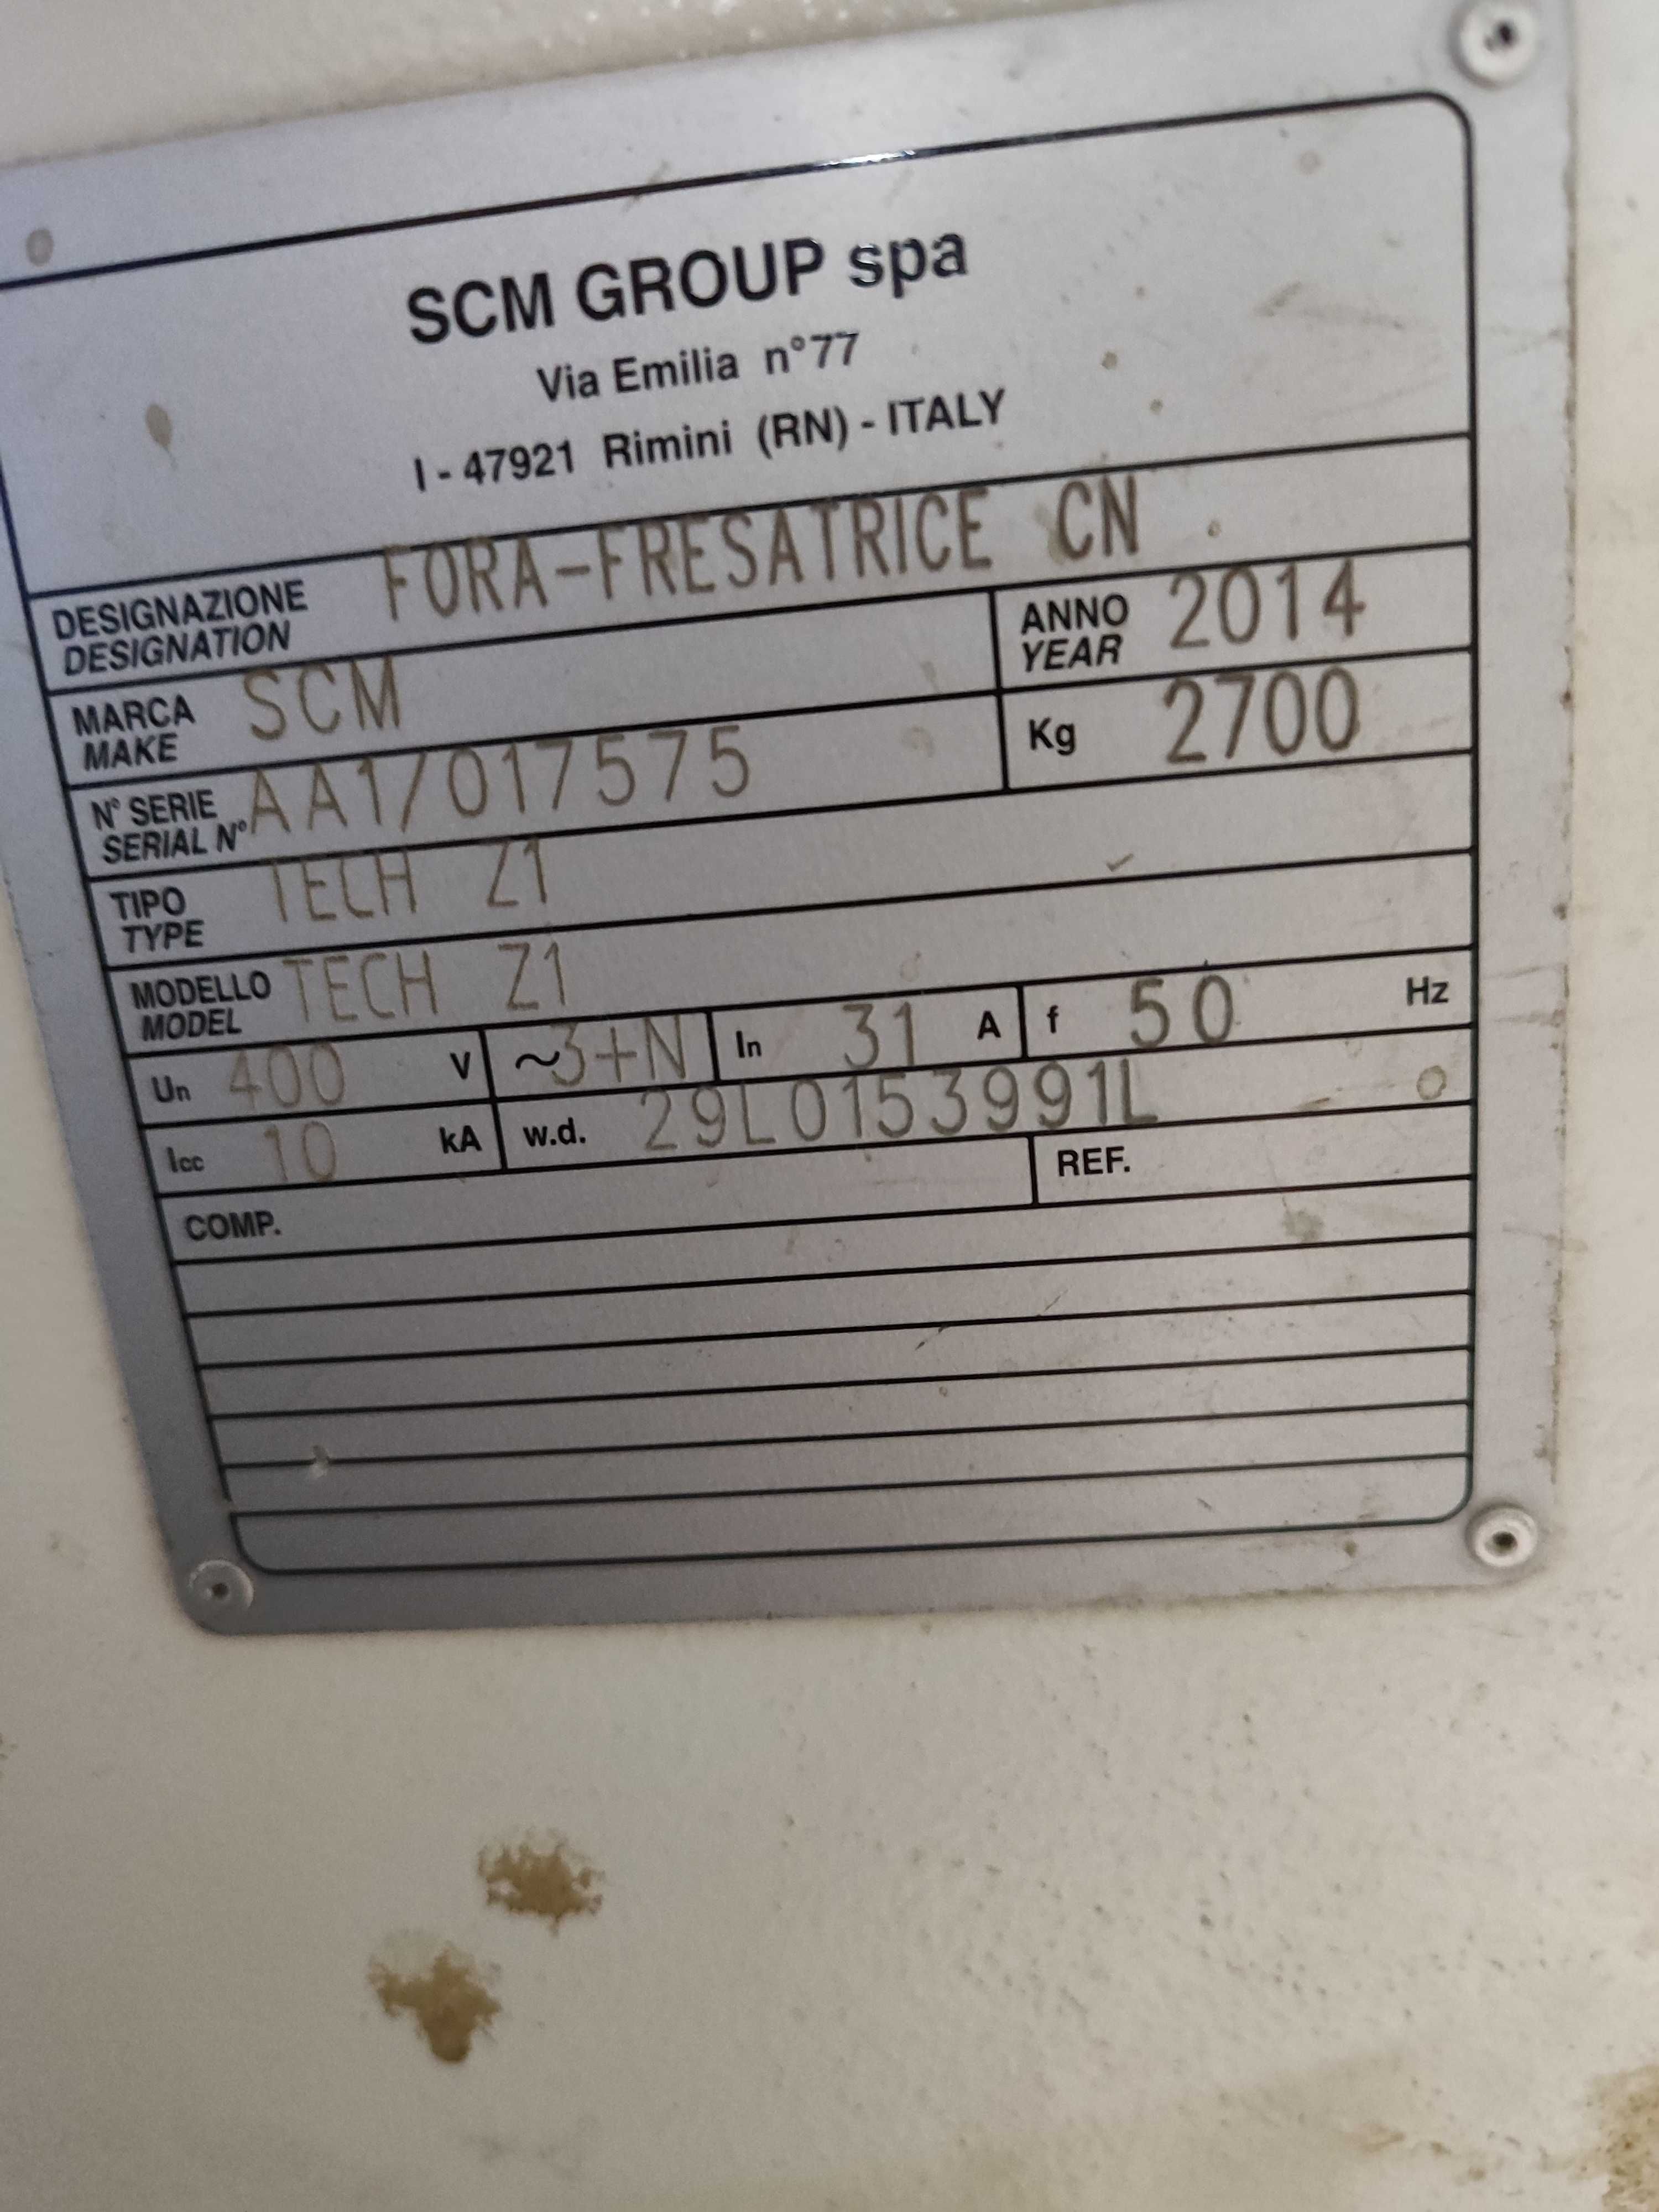 SCM GROUP spa
Via Emilia n°77
I - 47921 Rimini (RN) - ITALY
DESIGNAZIONE FORA-FRESATRICE CN
DESIGNATION
MARCA SCM ANNO 2014
MAKE YEAR
N° SERIE AA1/017575 Kg 2700
SERIAL N°
TIPO TECH Z1
TYPE
MODELLO TECH Z1
MODEL
Un 400 V ~3+N In 31 A f 50 Hz
Icc 10 kA w.d. 29L0153991L
COMP. REF.